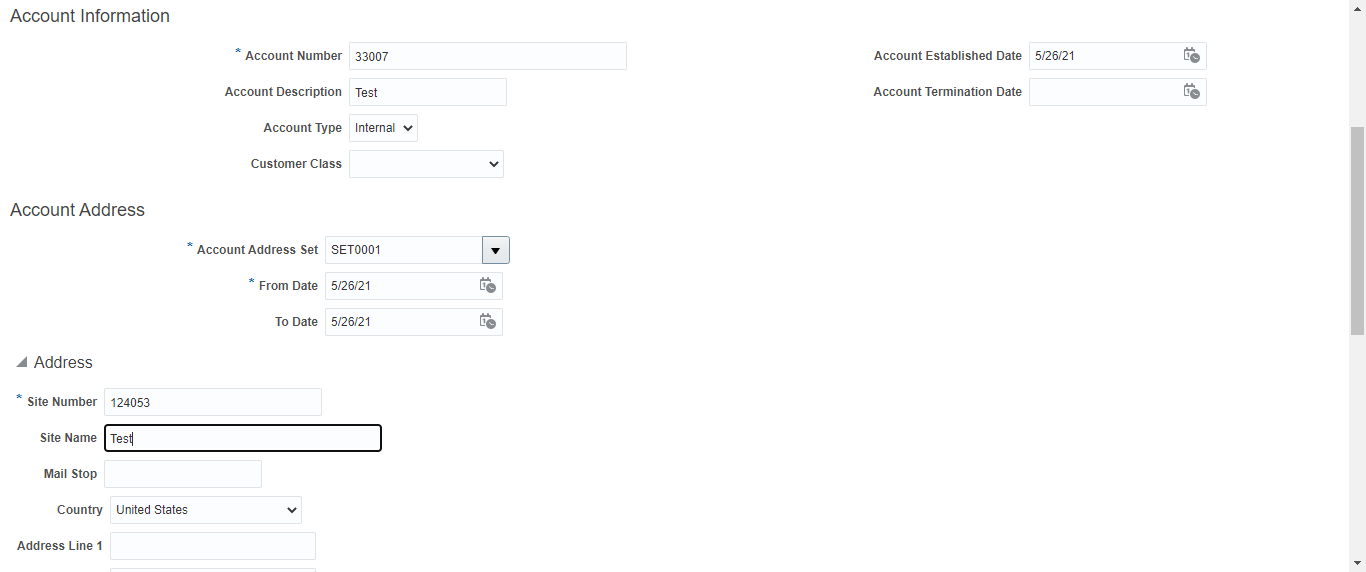 Account Information
* Account Number 33007
Account Established Date 5/26/21
Account Description Test
Account Termination Date
Account Type Internal
Customer Class
Account Address
* Account Address Set SET0001
* From Date 5/26/21
To Date 5/26/21
Address
* Site Number 124053
Site Name Test
Mail Stop
Country United States
Address Line 1